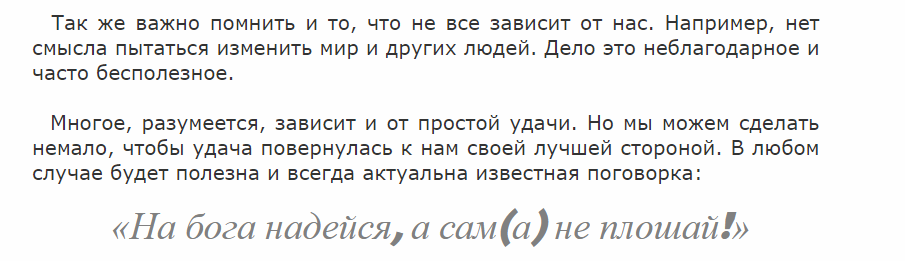 Так же важно помнить и то, что не все зависит от нас. Например, нет
смысла пытаться изменить мир и других людей. Дело это неблагодарное и
часто бесполезное.
Многое, разумеется, зависит и от простой удачи. Но мы можем сделать
немало, чтобы удача повернулась к нам своей лучшей стороной. В любом
случае будет полезна и всегда актуальна известная поговорка:
«На бога надейся, а сам(а) не плошай!»